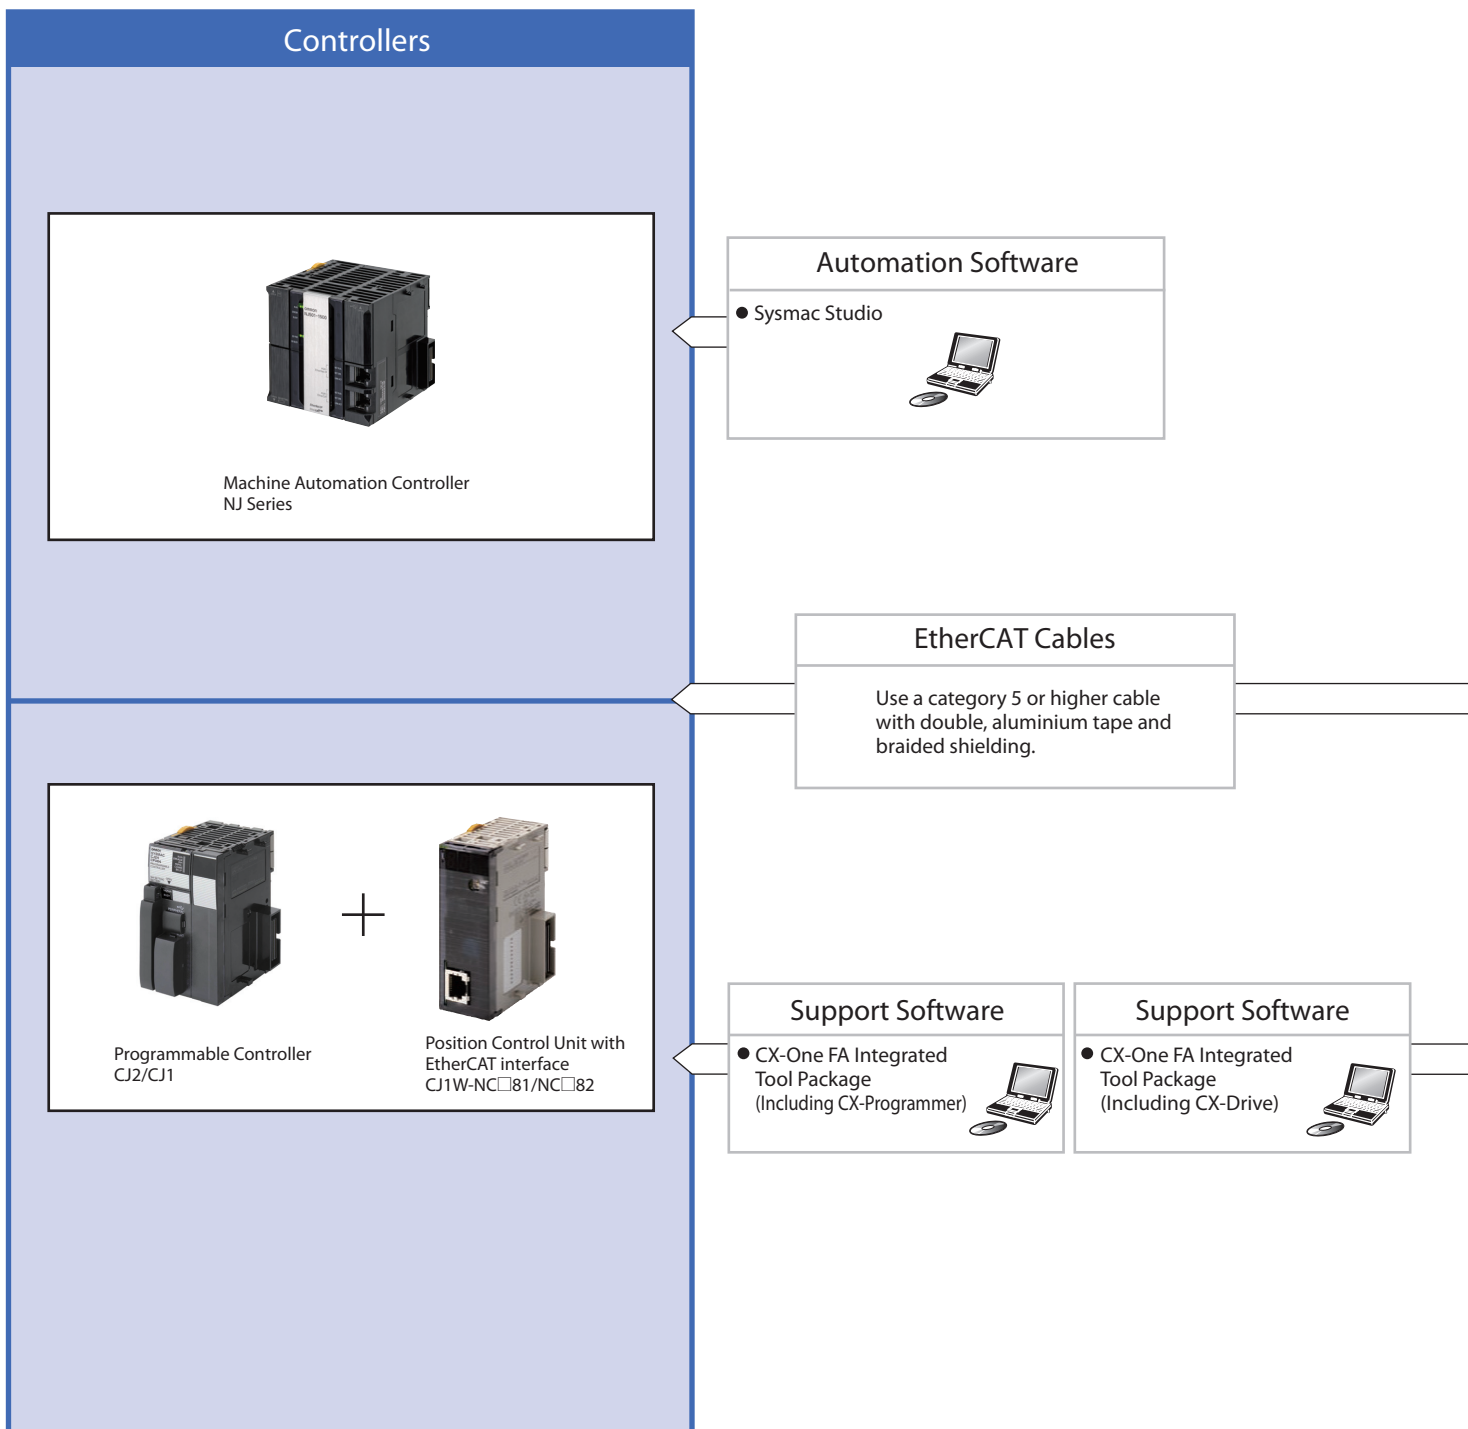 Controllers
Machine Automation Controller
NJ Series
Automation Software
● Sysmac Studio
EtherCAT Cables
Use a category 5 or higher cable
with double, aluminium tape and
braided shielding.
Programmable Controller
CJ2/CJ1
+
Position Control Unit with
EtherCAT interface
CJ1W-NC□81/NC□82
Support Software
● CX-One FA Integrated
Tool Package
(Including CX-Programmer)
Support Software
● CX-One FA Integrated
Tool Package
(Including CX-Drive)